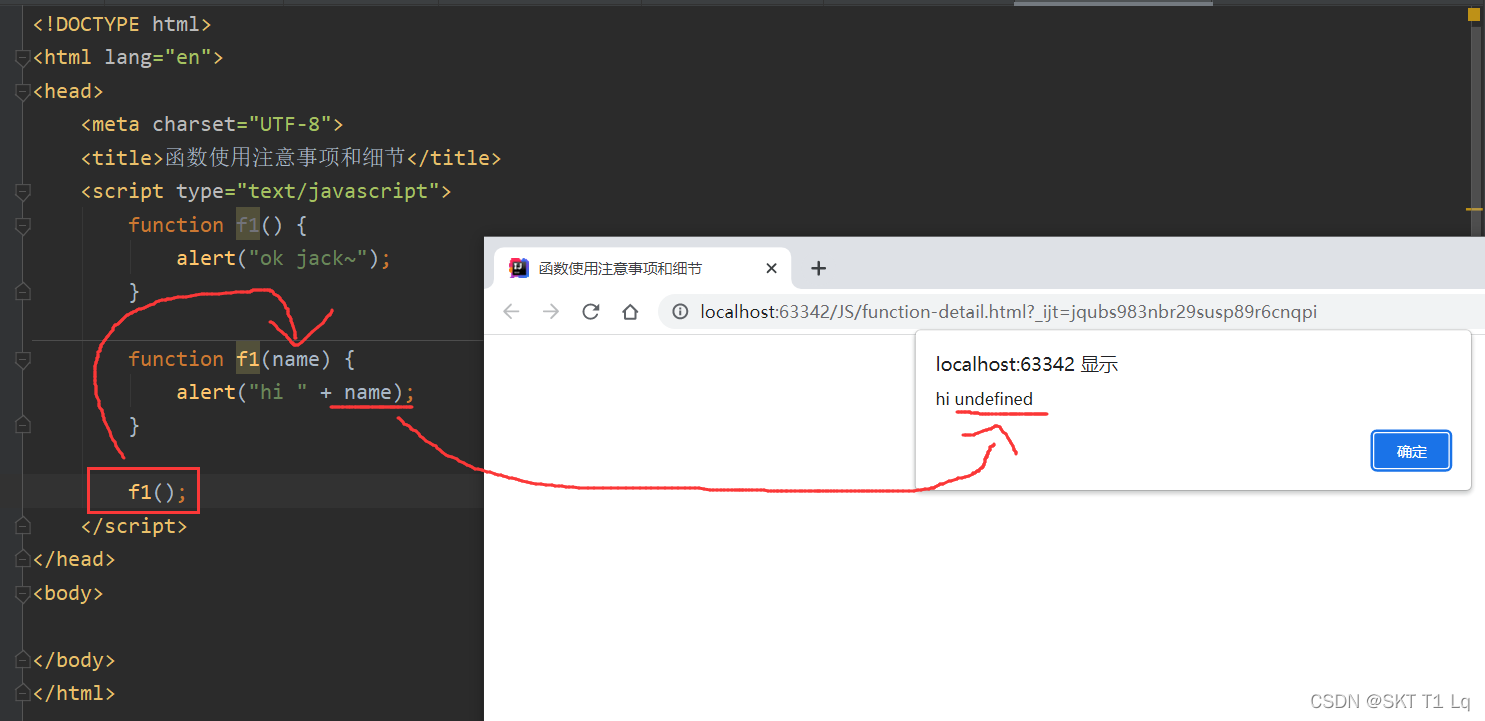 <!DOCTYPE html>
<html lang="en">
<head>
<meta charset="UTF-8">
<title>函数使用注意事项和细节</title>
<script type="text/javascript">
function f1() {
alert("ok jack~");
}
function f1(name) {
alert("hi " + name);
}
f1();
</script>
</head>
<body>
</body>
</html>
函数使用注意事项和细节
localhost:63342/JS/function-detail.html?_ijt=jqubs983nbr29susp89r6cnqpi
localhost:63342 显示
hi undefined
确定
CSDN @SKT T1 Lq